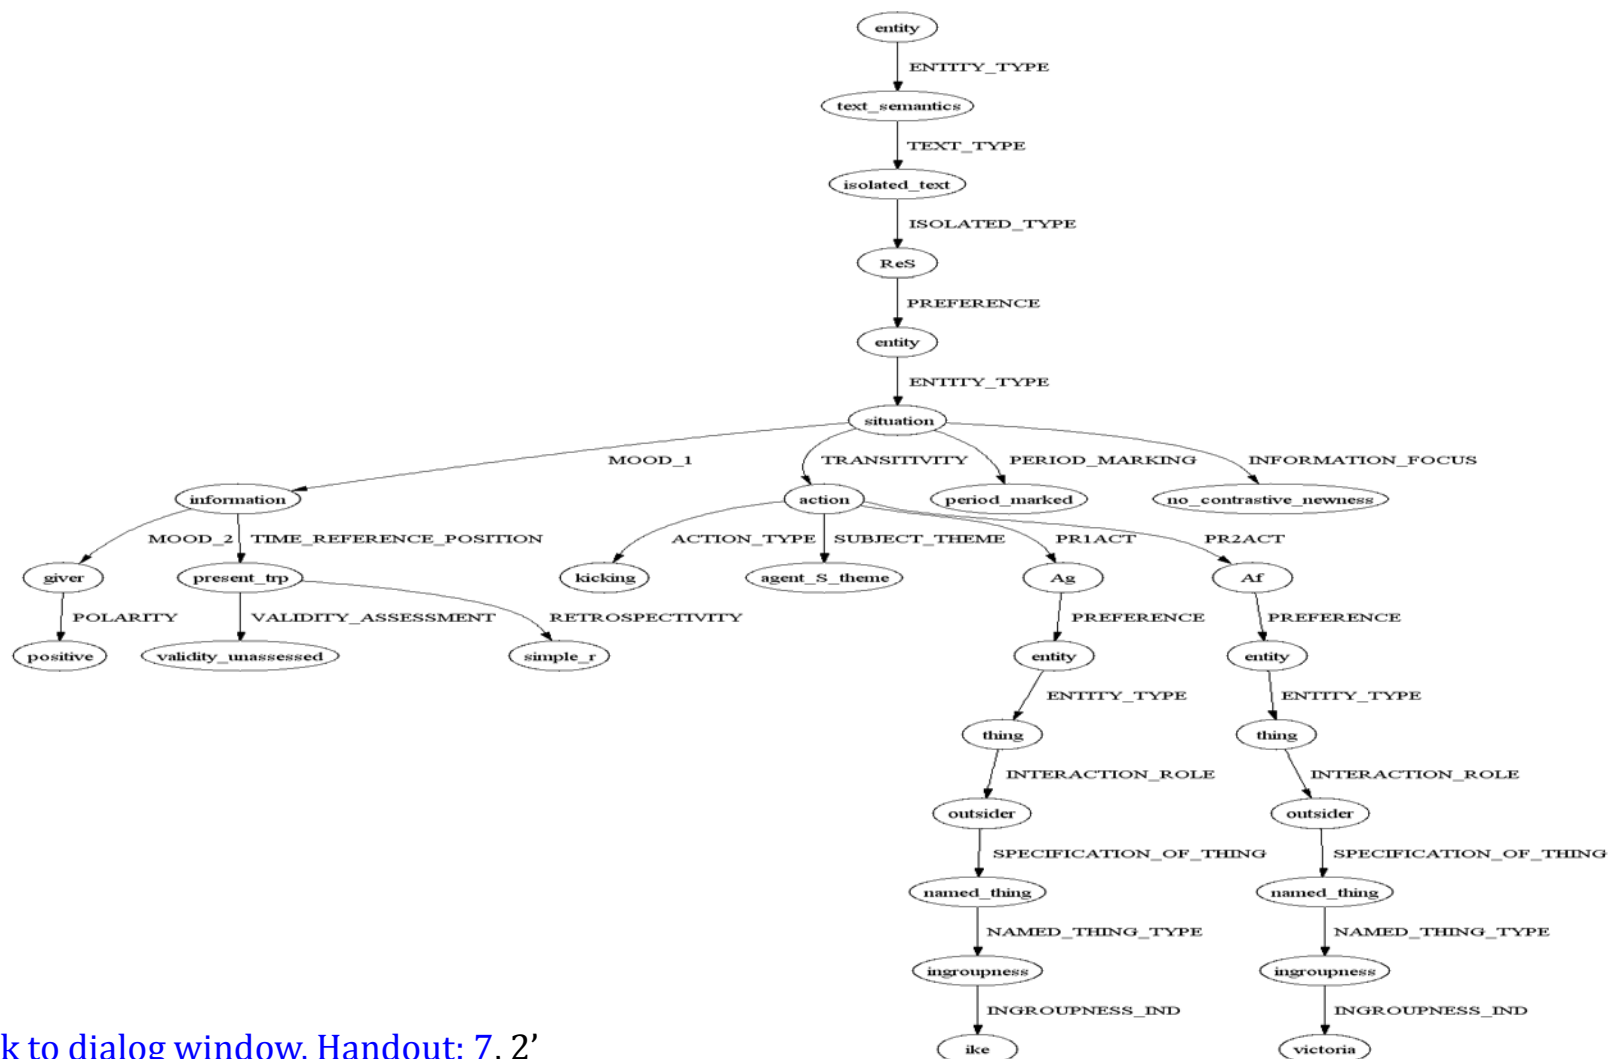 entity
ENTITY_TYPE
text_semantics
TEXT_TYPE
isolated_text
ISOLATED_TYPE
ReS
PREFERENCE
entity
ENTITY_TYPE
situation
MOOD_1 TRANSITIVITY PERIOD_MARKING INFORMATION_FOCUS
information action period_marked no_contrastive_newness
MOOD_2 TIME_REFERENCE_POSITION ACTION_TYPE SUBJECT_THEME PR1ACT PR2ACT
giver present_trp kicking agent_S_theme Ag Af
POLARITY VALIDITY_ASSESSMENT RETROSPECTIVITY PREFERENCE PREFERENCE
positive validity_unassessed simple_r entity entity
ENTITY_TYPE ENTITY_TYPE
thing thing
INTERACTION_ROLE INTERACTION_ROLE
outsider outsider
SPECIFICATION_OF_THING SPECIFICATION_OF_THING
named_thing named_thing
NAMED_THING_TYPE NAMED_THING_TYPE
ingroupness ingroupness
INGROUPNESS_IND INGROUPNESS_IND
ike victoria
k to dialog window. Handout: 7, 2’